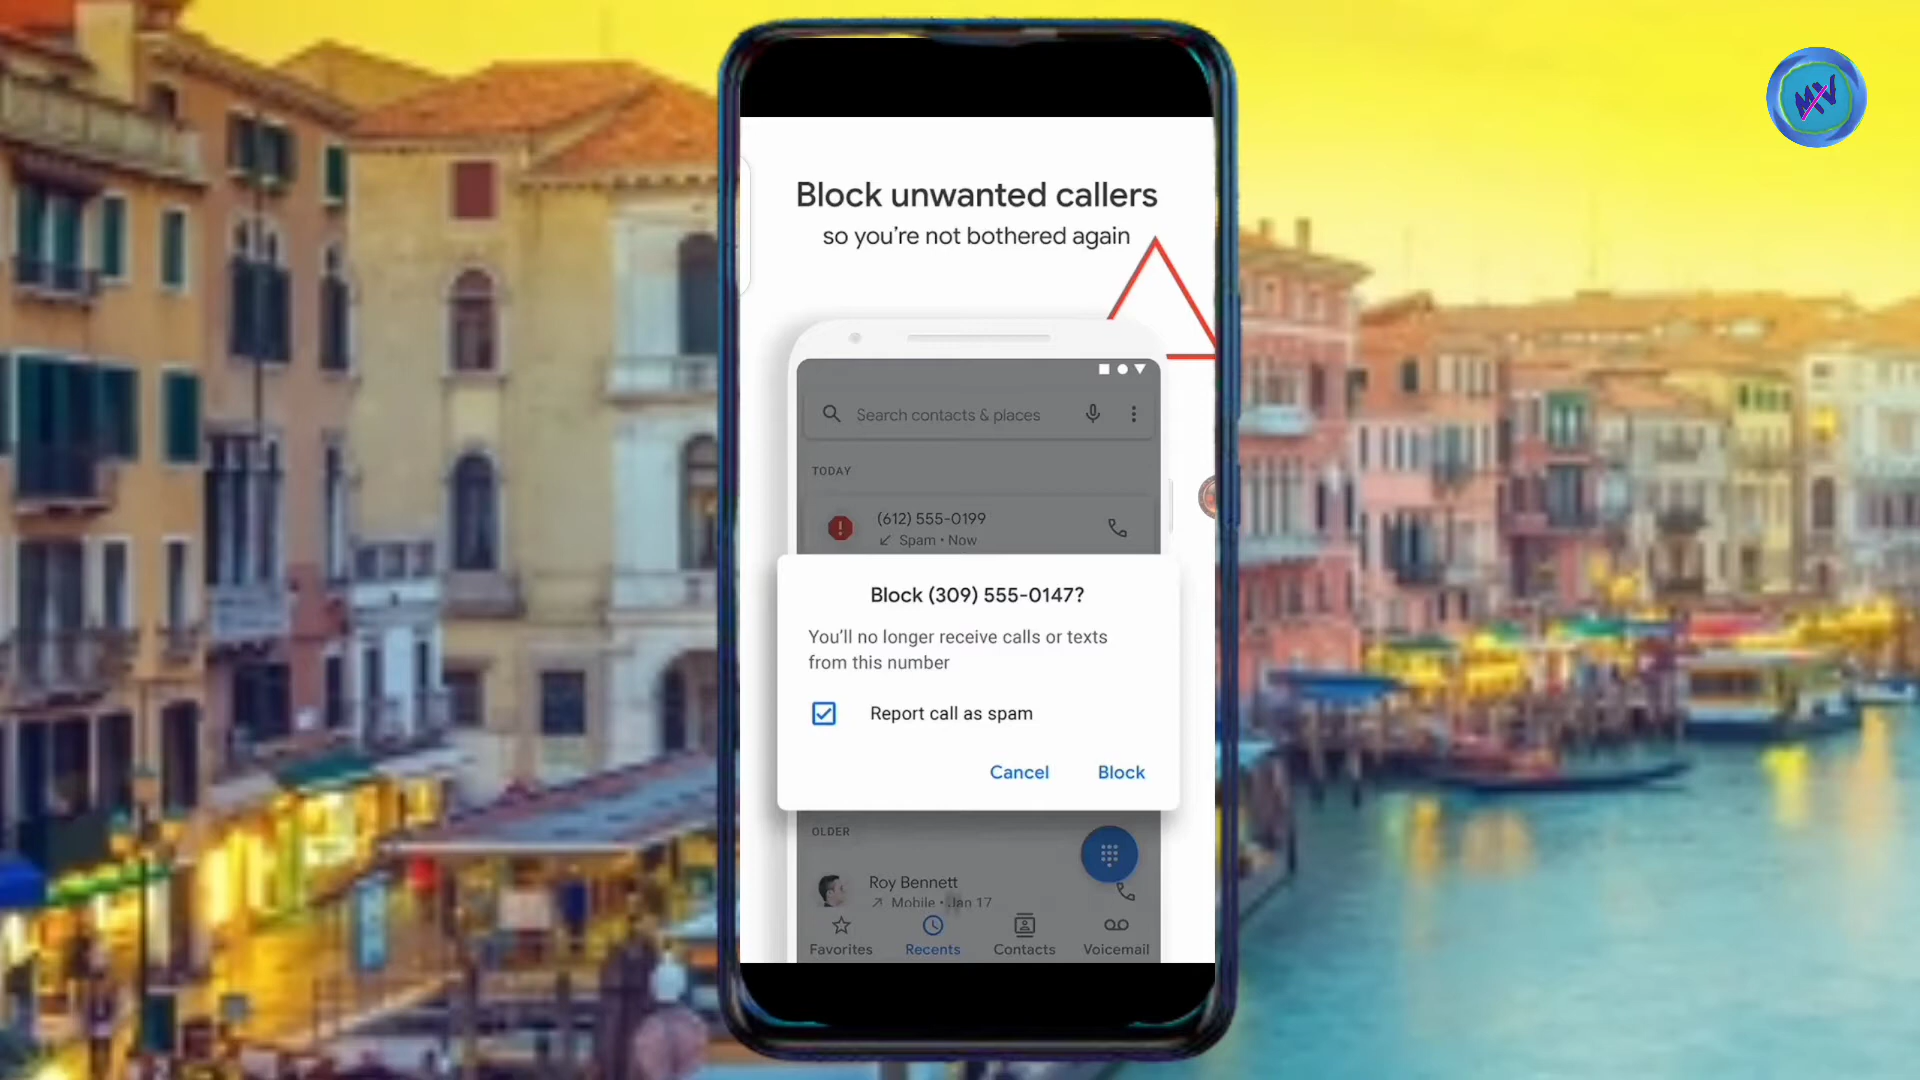 Block unwanted callers
so you're not bothered again
Search contacts & places
TODAY
(612) 555-0199
↙ Spam • Now
Block (309) 555-0147?
You'll no longer receive calls or texts
from this number
Report call as spam
Cancel Block
OLDER
Roy Bennett
↗ Mobile • Jan 17
Favorites Recents Contacts Voicemail